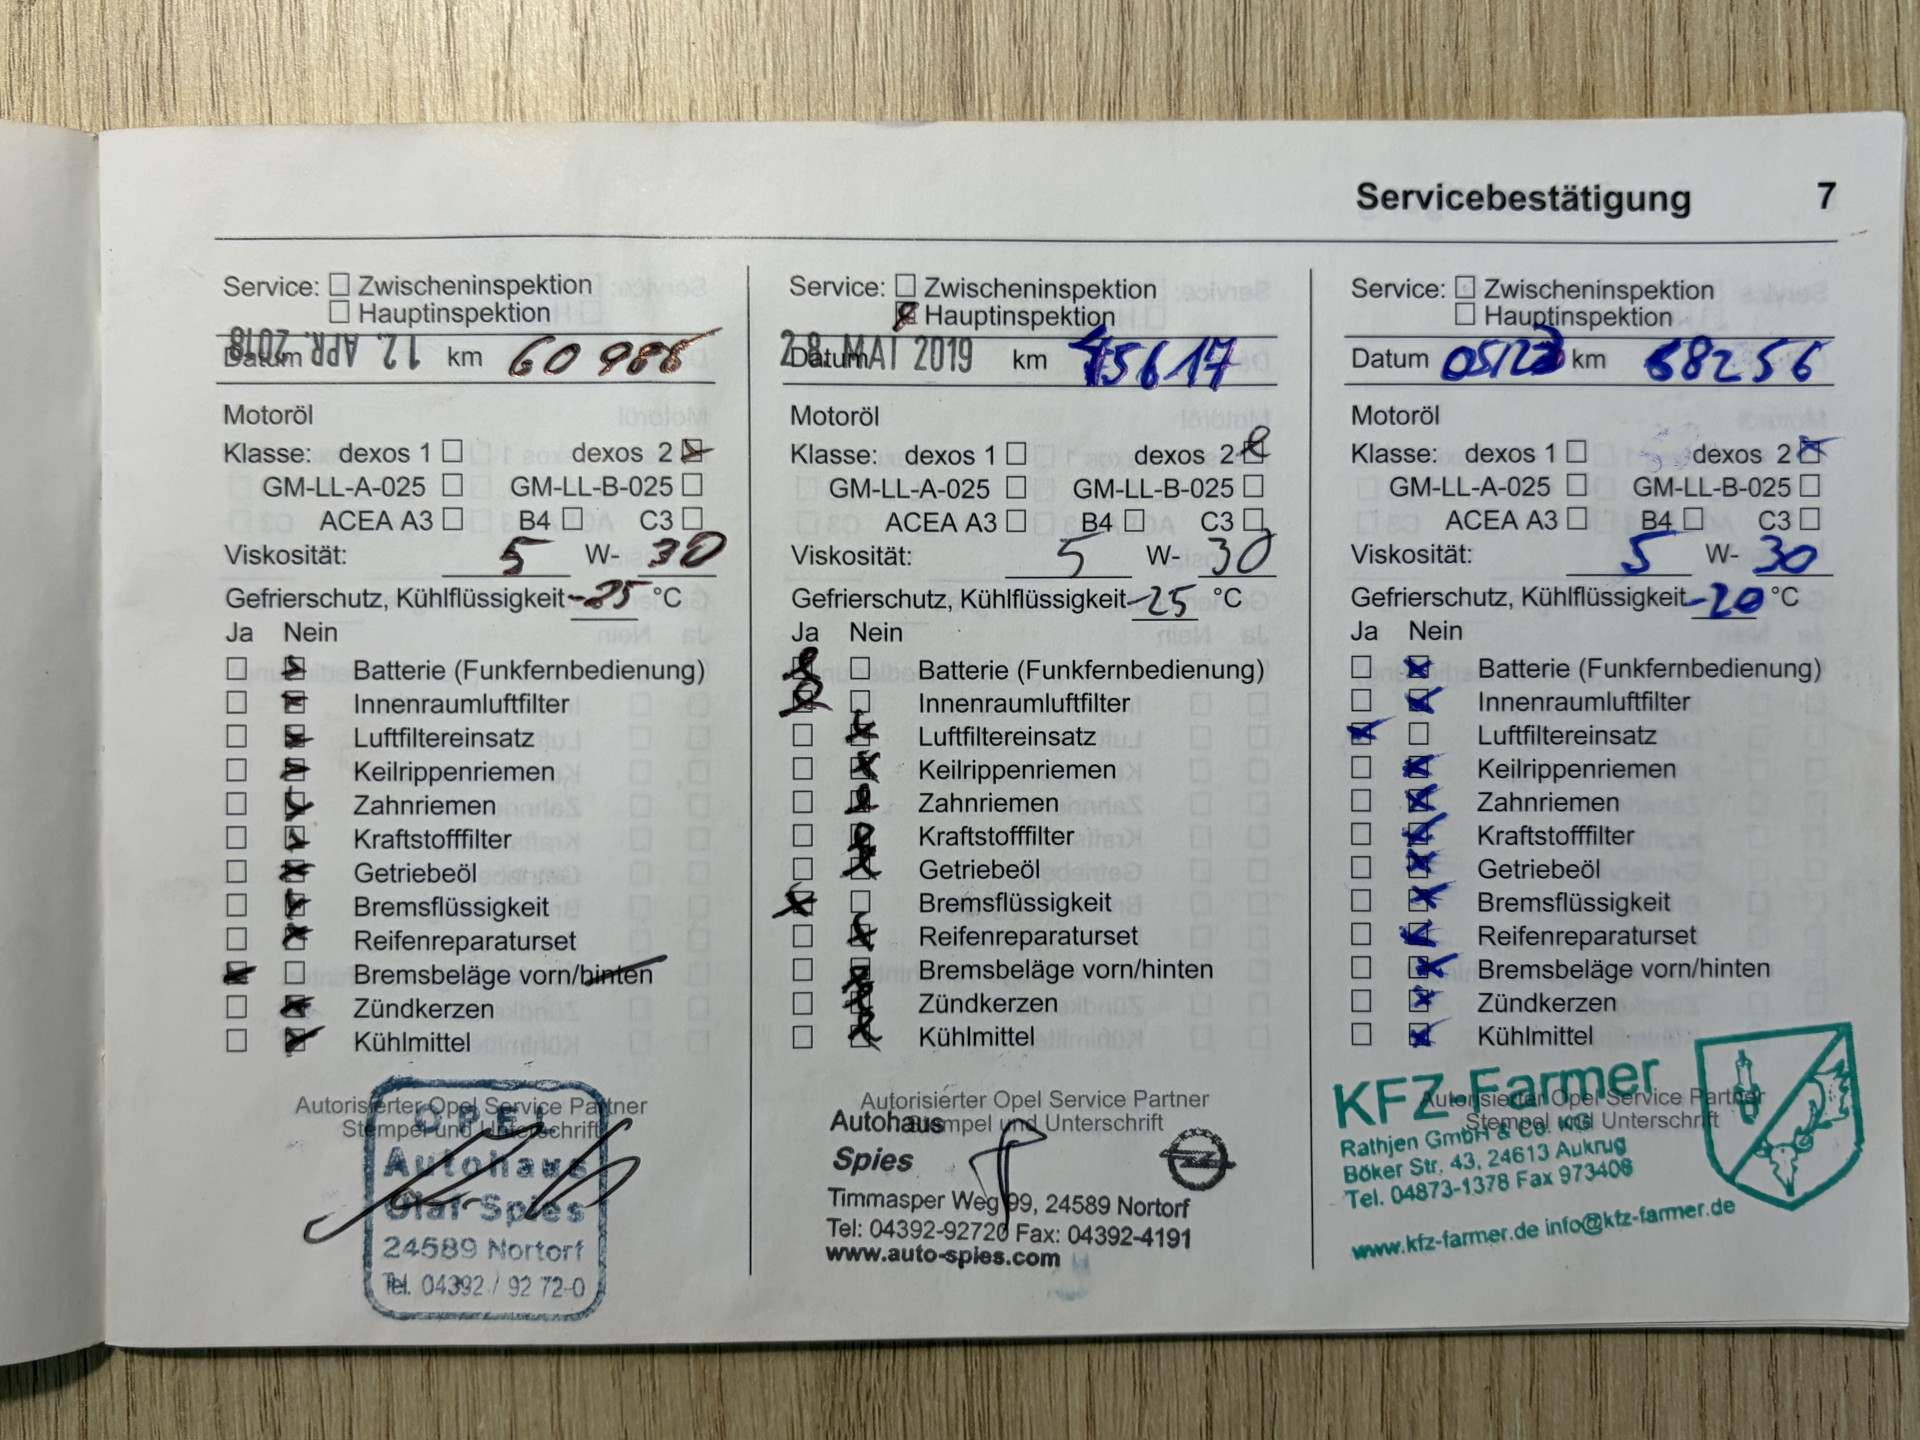 Servicebestätigung 7
Service: Zwischeninspektion
Hauptinspektion
Datum 12. APR. 2018 km 60 986
Motoröl
Klasse: dexos 1 dexos 2
GM-LL-A-025 GM-LL-B-025
ACEA A3 B4 C3
Viskosität: 5 W- 30
Gefrierschutz, Kühlflüssigkeit -25 °C
Ja Nein
Batterie (Funkfernbedienung)
Innenraumluftfilter
Luftfiltereinsatz
Keilrippenriemen
Zahnriemen
Kraftstofffilter
Getriebeöl
Bremsflüssigkeit
Reifenreparaturset
Bremsbeläge vorn/hinten
Zündkerzen
Kühlmittel
Autorisierter Opel Service Partner
Stempel und Unterschrift
OPEL
Autohaus
Olaf Spies
24589 Nortorf
Tel. 04392 / 92 72-0
Service: Zwischeninspektion
Hauptinspektion
Datum 28. MAI 2019 km 45617
Motoröl
Klasse: dexos 1 dexos 2
GM-LL-A-025 GM-LL-B-025
ACEA A3 B4 C3
Viskosität: 5 W- 30
Gefrierschutz, Kühlflüssigkeit -25 °C
Ja Nein
Batterie (Funkfernbedienung)
Innenraumluftfilter
Luftfiltereinsatz
Keilrippenriemen
Zahnriemen
Kraftstofffilter
Getriebeöl
Bremsflüssigkeit
Reifenreparaturset
Bremsbeläge vorn/hinten
Zündkerzen
Kühlmittel
Autorisierter Opel Service Partner
Stempel und Unterschrift
Autohaus
Spies
Timmasper Weg 99, 24589 Nortorf
Tel: 04392-92720 Fax: 04392-4191
www.auto-spies.com
Service: Zwischeninspektion
Hauptinspektion
Datum 05/23 km 68256
Motoröl
Klasse: dexos 1 dexos 2
GM-LL-A-025 GM-LL-B-025
ACEA A3 B4 C3
Viskosität: 5 W- 30
Gefrierschutz, Kühlflüssigkeit -20 °C
Ja Nein
Batterie (Funkfernbedienung)
Innenraumluftfilter
Luftfiltereinsatz
Keilrippenriemen
Zahnriemen
Kraftstofffilter
Getriebeöl
Bremsflüssigkeit
Reifenreparaturset
Bremsbeläge vorn/hinten
Zündkerzen
Kühlmittel
Autorisierter Opel Service Partner
Stempel und Unterschrift
KFZ-Farmer
Rathjen GmbH & Co. KG
Böker Str. 43, 24613 Aukrug
Tel. 04873-1378 Fax 973408
www.kfz-farmer.de info@kfz-farmer.de